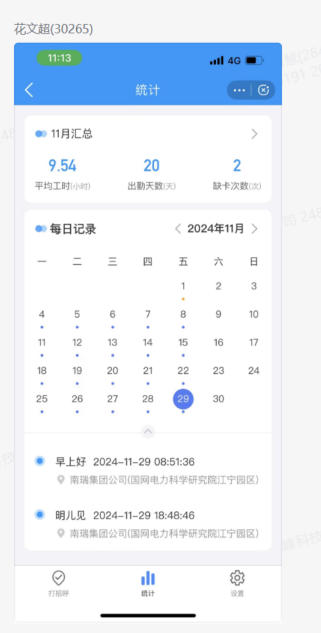 花文超(30265)
11:13
4G
统计
11月汇总
9.54 20 2
平均工时(小时) 出勤天数(天) 缺卡次数(次)
每日记录 2024年11月
一 二 三 四 五 六 日
1 2 3
4 5 6 7 8 9 10
11 12 13 14 15 16 17
18 19 20 21 22 23 24
25 26 27 28 29 30
早上好 2024-11-29 08:51:36
南瑞集团公司(国网电力科学研究院江宁园区)
明儿见 2024-11-29 18:48:46
南瑞集团公司(国网电力科学研究院江宁园区)
打招呼 统计 设置